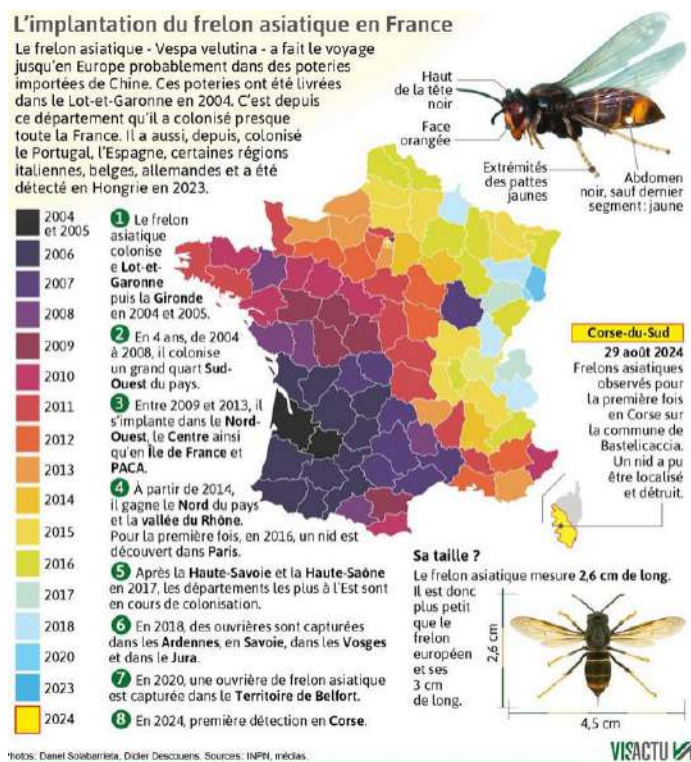 L'implantation du frelon asiatique en France
Le frelon asiatique - Vespa velutina - a fait le voyage
jusqu'en Europe probablement dans des poteries
importées de Chine. Ces poteries ont été livrées
dans le Lot-et-Garonne en 2004. C'est depuis
ce département qu'il a colonisé presque
toute la France. Il a aussi, depuis, colonisé
le Portugal, l'Espagne, certaines régions
italiennes, belges, allemandes et a été
détecté en Hongrie en 2023.
Haut
de la tête
noir
Face
orangée
Extrémités
des pattes
jaunes
Abdomen
noir, sauf dernier
segment : jaune
2004
et 2005
2006
2007
2008
2009
2010
2011
2012
2013
2014
2015
2016
2017
2018
2020
2023
2024
1 Le frelon
asiatique
colonise
e Lot-et-
Garonne
puis la Gironde
en 2004 et 2005.
2 En 4 ans, de 2004
à 2008, il colonise
un grand quart Sud-
Ouest du pays.
3 Entre 2009 et 2013, il
s'implante dans le Nord-
Ouest, le Centre ainsi
qu'en Île de France et
PACA.
4 À partir de 2014,
il gagne le Nord du pays
et la vallée du Rhône.
Pour la première fois, en 2016, un nid est
découvert dans Paris.
5 Après la Haute-Savoie et la Haute-Saône
en 2017, les départements les plus à l'Est sont
en cours de colonisation.
6 En 2018, des ouvrières sont capturées
dans les Ardennes, en Savoie, dans les Vosges
et dans le Jura.
7 En 2020, une ouvrière de frelon asiatique
est capturée dans le Territoire de Belfort.
8 En 2024, première détection en Corse.
Corse-du-Sud
29 août 2024
Frelons asiatiques
observés pour
la première fois
en Corse sur
la commune de
Bastelicaccia.
Un nid a pu
être localisé
et détruit.
Sa taille ?
Le frelon asiatique mesure 2,6 cm de long.
Il est donc
plus petit
que le
frelon
européen
et ses
3 cm
de long.
2,6 cm
4,5 cm
Photos: Danel Solabarrieta, Didier Descouens. Sources: INPN, médias.
VISACTU